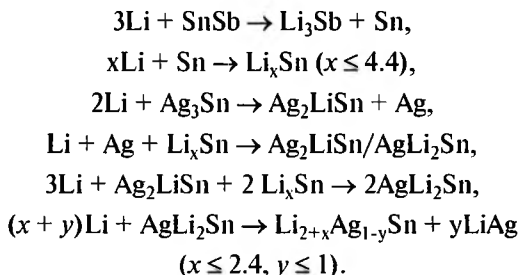 3Li + SnSb → Li₃Sb + Sn,
xLi + Sn → LiₓSn (x ≤ 4.4),
2Li + Ag₃Sn → Ag₂LiSn + Ag,
Li + Ag + LiₓSn → Ag₂LiSn/AgLi₂Sn,
3Li + Ag₂LiSn + 2 LiₓSn → 2AgLi₂Sn,
(x + y)Li + AgLi₂Sn → Li₂₊ₓAg₁₋ySn + yLiAg
(x ≤ 2.4, y ≤ 1).